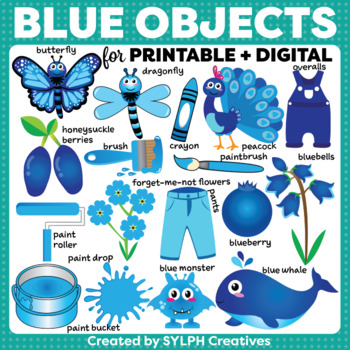 BLUE OBJECTS
for PRINTABLE + DIGITAL
butterfly
dragonfly
crayon
peacock
overalls
honeysuckle
berries
brush
paintbrush
bluebells
forget-me-not flowers
pants
blueberry
paint
roller
paint drop
blue monster
blue whale
paint bucket
Created by SYLPH Creatives